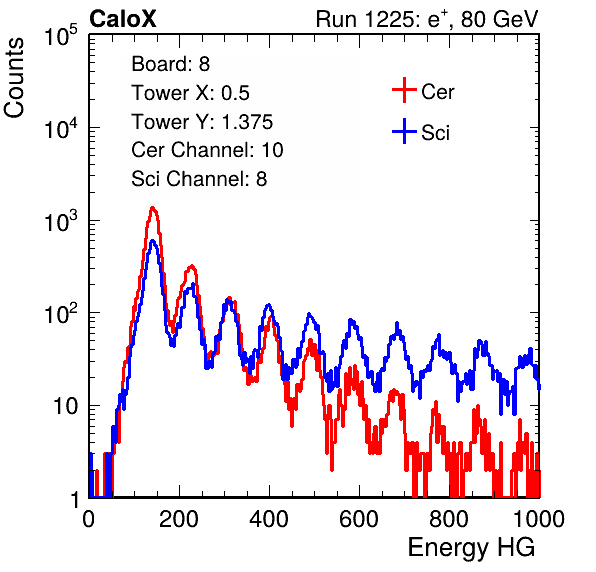 CaloX Run 1225: e⁺, 80 GeV
Board: 8
Tower X: 0.5
Tower Y: 1.375
Cer Channel: 10
Sci Channel: 8
Cer
Sci
Counts
10⁵
10⁴
10³
10²
10
1
0 200 400 600 800 1000
Energy HG